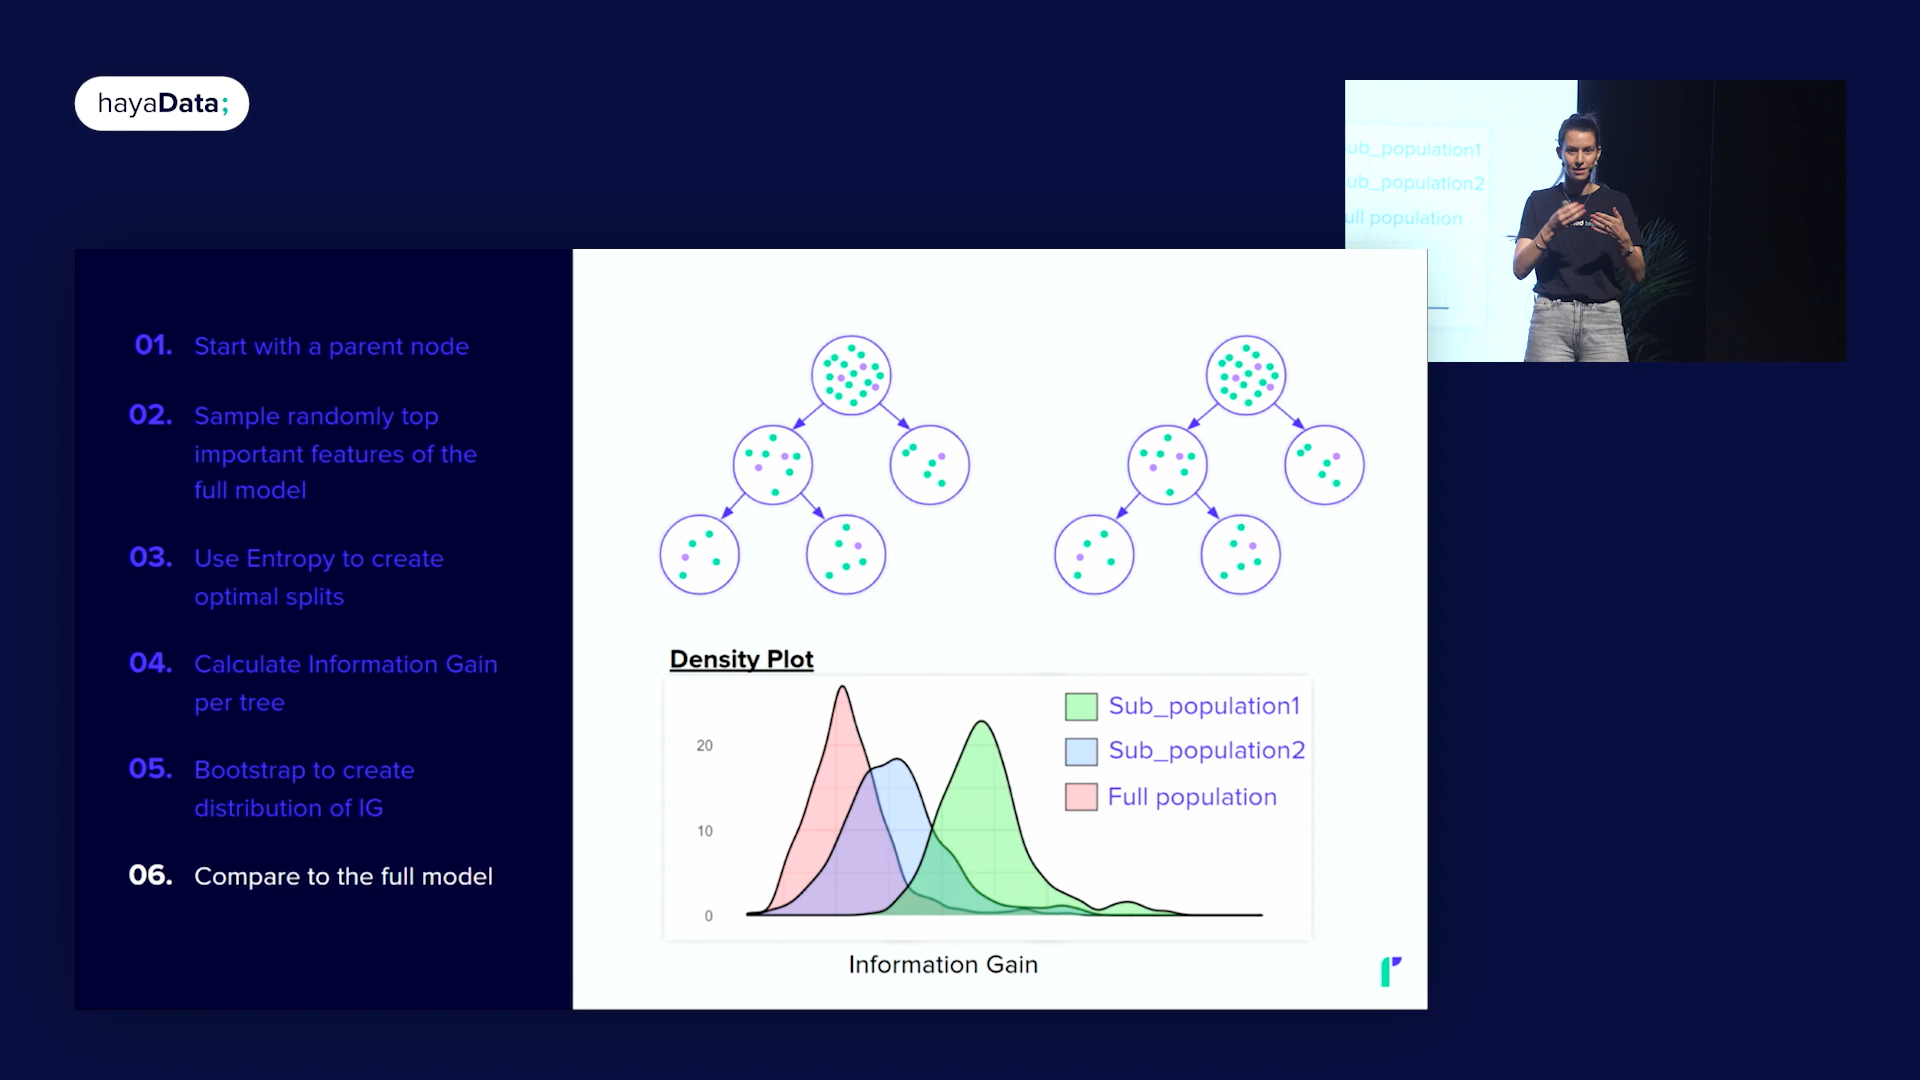 hayaData;
ub_population1
ub_population2
ull population
01. Start with a parent node
02. Sample randomly top
important features of the
full model
03. Use Entropy to create
optimal splits
04. Calculate Information Gain
per tree
05. Bootstrap to create
distribution of IG
06. Compare to the full model
Density Plot
Sub_population1
Sub_population2
Full population
20
10
0
Information Gain